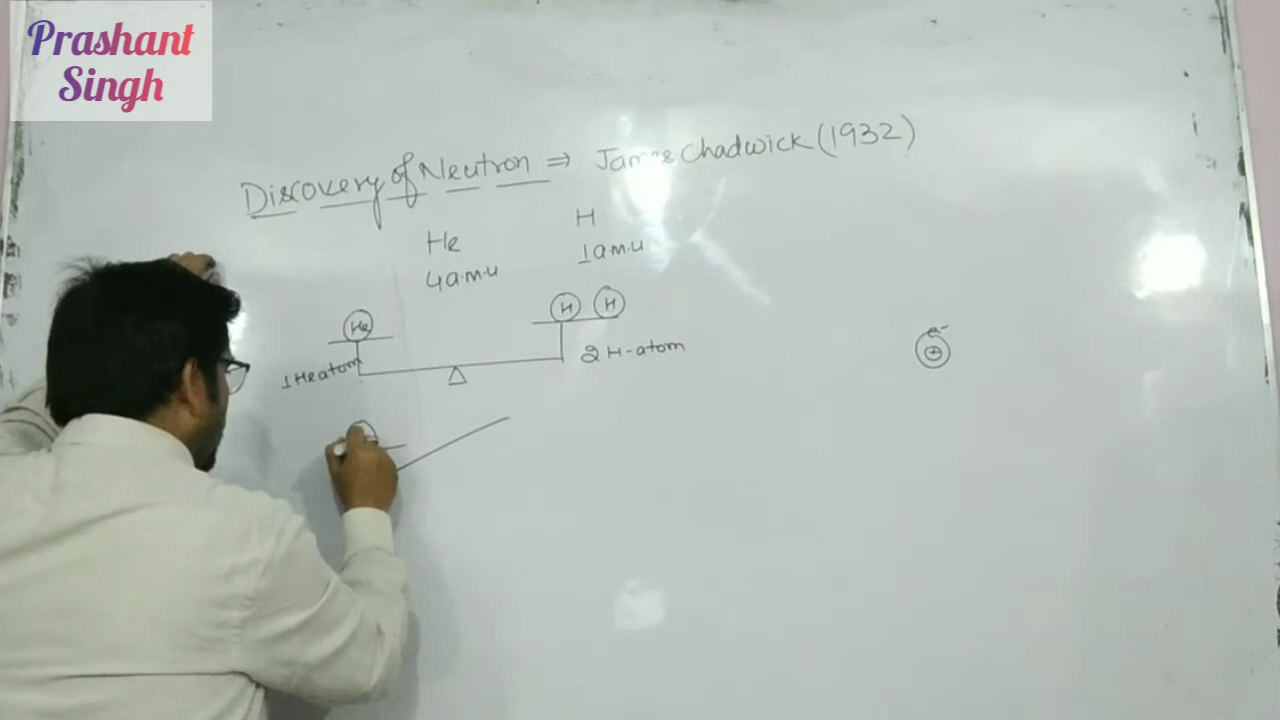 Prashant
Singh
Discovery of Neutron ⇒ James Chadwick (1932)
He
4 a.m.u
H
1 a.m.u
He
H H
1 He atom
2 H-atom
e-
+